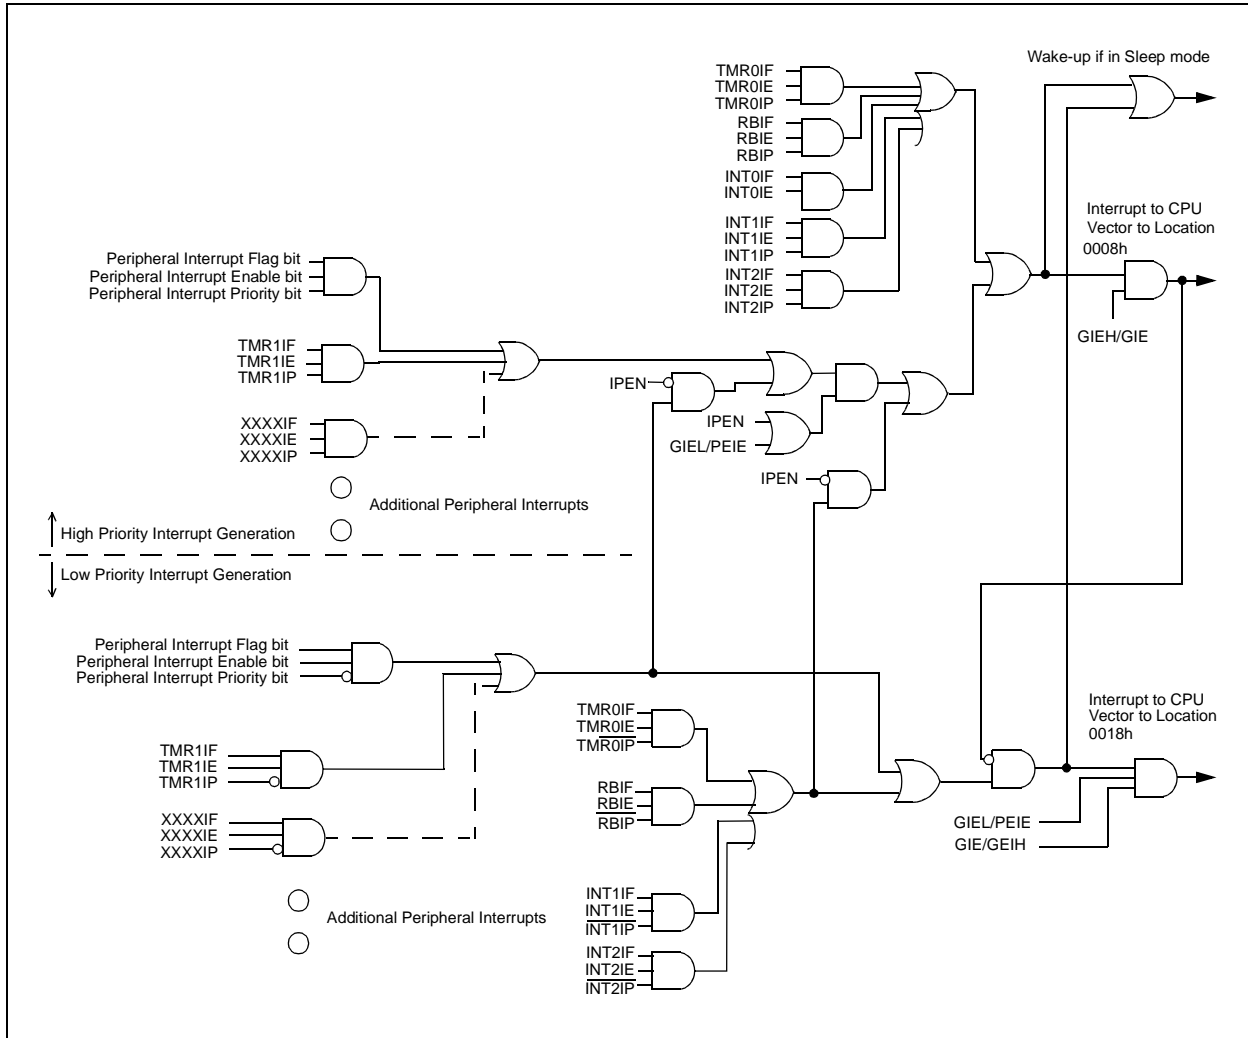 Wake-up if in Sleep mode
TMR0IF
TMR0IE
TMR0IP
RBIF
RBIE
RBIP
INT0IF
INT0IE
INT1IF
INT1IE
INT1IP
INT2IF
INT2IE
INT2IP
Interrupt to CPU
Vector to Location
0008h
GIEH/GIE
Peripheral Interrupt Flag bit
Peripheral Interrupt Enable bit
Peripheral Interrupt Priority bit
TMR1IF
TMR1IE
TMR1IP
XXXXIF
XXXXIE
XXXXIP
IPEN
IPEN
GIEL/PEIE
IPEN
Additional Peripheral Interrupts
High Priority Interrupt Generation
Low Priority Interrupt Generation
Peripheral Interrupt Flag bit
Peripheral Interrupt Enable bit
Peripheral Interrupt Priority bit
TMR1IF
TMR1IE
TMR1IP
XXXXIF
XXXXIE
XXXXIP
Additional Peripheral Interrupts
TMR0IF
TMR0IE
TMR0IP
RBIF
RBIE
RBIP
INT1IF
INT1IE
INT1IP
INT2IF
INT2IE
INT2IP
Interrupt to CPU
Vector to Location
0018h
GIEL/PEIE
GIE/GEIH